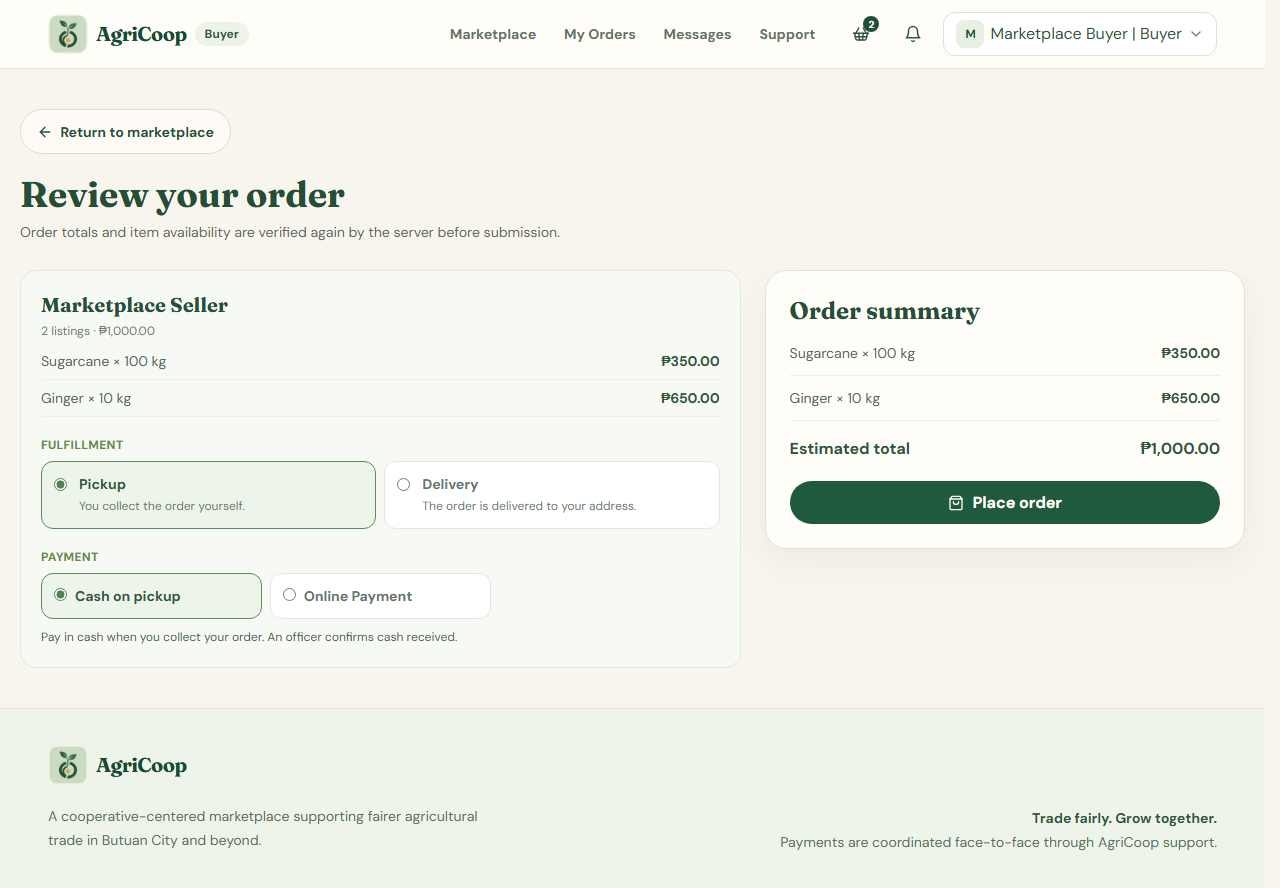 AgriCoop Buyer Marketplace My Orders Messages Support 2 M Marketplace Buyer | Buyer
Return to marketplace
Review your order
Order totals and item availability are verified again by the server before submission.
Marketplace Seller
2 listings · ₱1,000.00
Sugarcane × 100 kg ₱350.00
Ginger × 10 kg ₱650.00
FULFILLMENT
Pickup
You collect the order yourself.
Delivery
The order is delivered to your address.
PAYMENT
Cash on pickup
Online Payment
Pay in cash when you collect your order. An officer confirms cash received.
Order summary
Sugarcane × 100 kg ₱350.00
Ginger × 10 kg ₱650.00
Estimated total ₱1,000.00
Place order
AgriCoop
A cooperative-centered marketplace supporting fairer agricultural
trade in Butuan City and beyond.
Trade fairly. Grow together.
Payments are coordinated face-to-face through AgriCoop support.